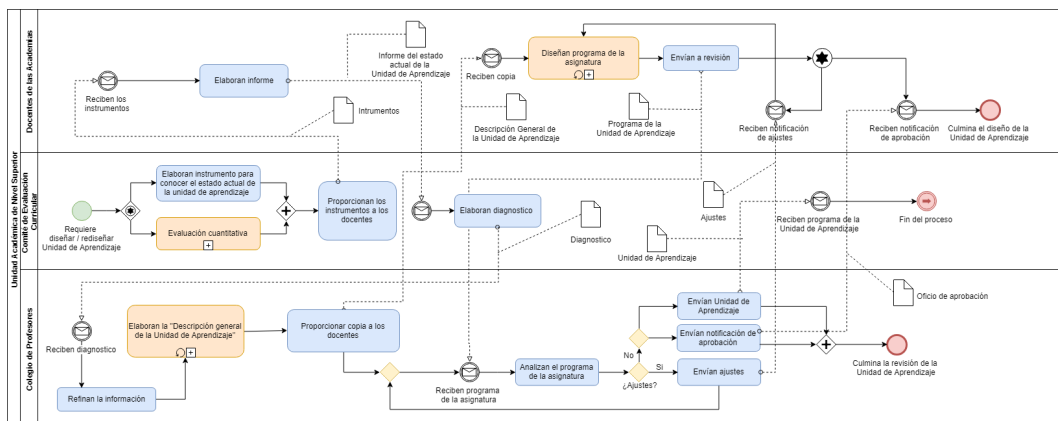 Unidad Académica de Nivel Superior
Docentes de las Academias
Informe del estado
actual de la
Unidad de Aprendizaje
Reciben los
instrumentos
Elaboran informe
Intrumentos
Reciben copia
Diseñan programa de la
asignatura
Envían a revisión
Descripción General
de la Unidad de Aprendizaje
Programa de la
Unidad de Aprendizaje
Reciben notificación
de ajustes
Reciben notificación
de aprobación
Culmina el diseño de la
Unidad de Aprendizaje
Comité de Evaluación
Curricular
Requiere
diseñar / rediseñar
Unidad de Aprendizaje
Elaboran instrumento para
conocer el estado actual de
la unidad de aprendizaje
Evaluación cuantitativa
Proporcionan los
instrumentos a los
docentes
Elaboran diagnostico
Diagnostico
Ajustes
Unidad de Aprendizaje
Reciben programa de la
Unidad de Aprendizaje
Fin del proceso
Oficio de aprobación
Colegio de Profesores
Reciben diagnostico
Refinan la información
Elaboran la "Descripción general
de la Unidad de Aprendizaje"
Proporcionar copia a los
docentes
Reciben programa
de la asignatura
Analizan el programa
de la asignatura
¿Ajustes?
No
Si
Envían Unidad de
Aprendizaje
Envían notificación de
aprobación
Envían ajustes
Culmina la revisión de la
Unidad de Aprendizaje